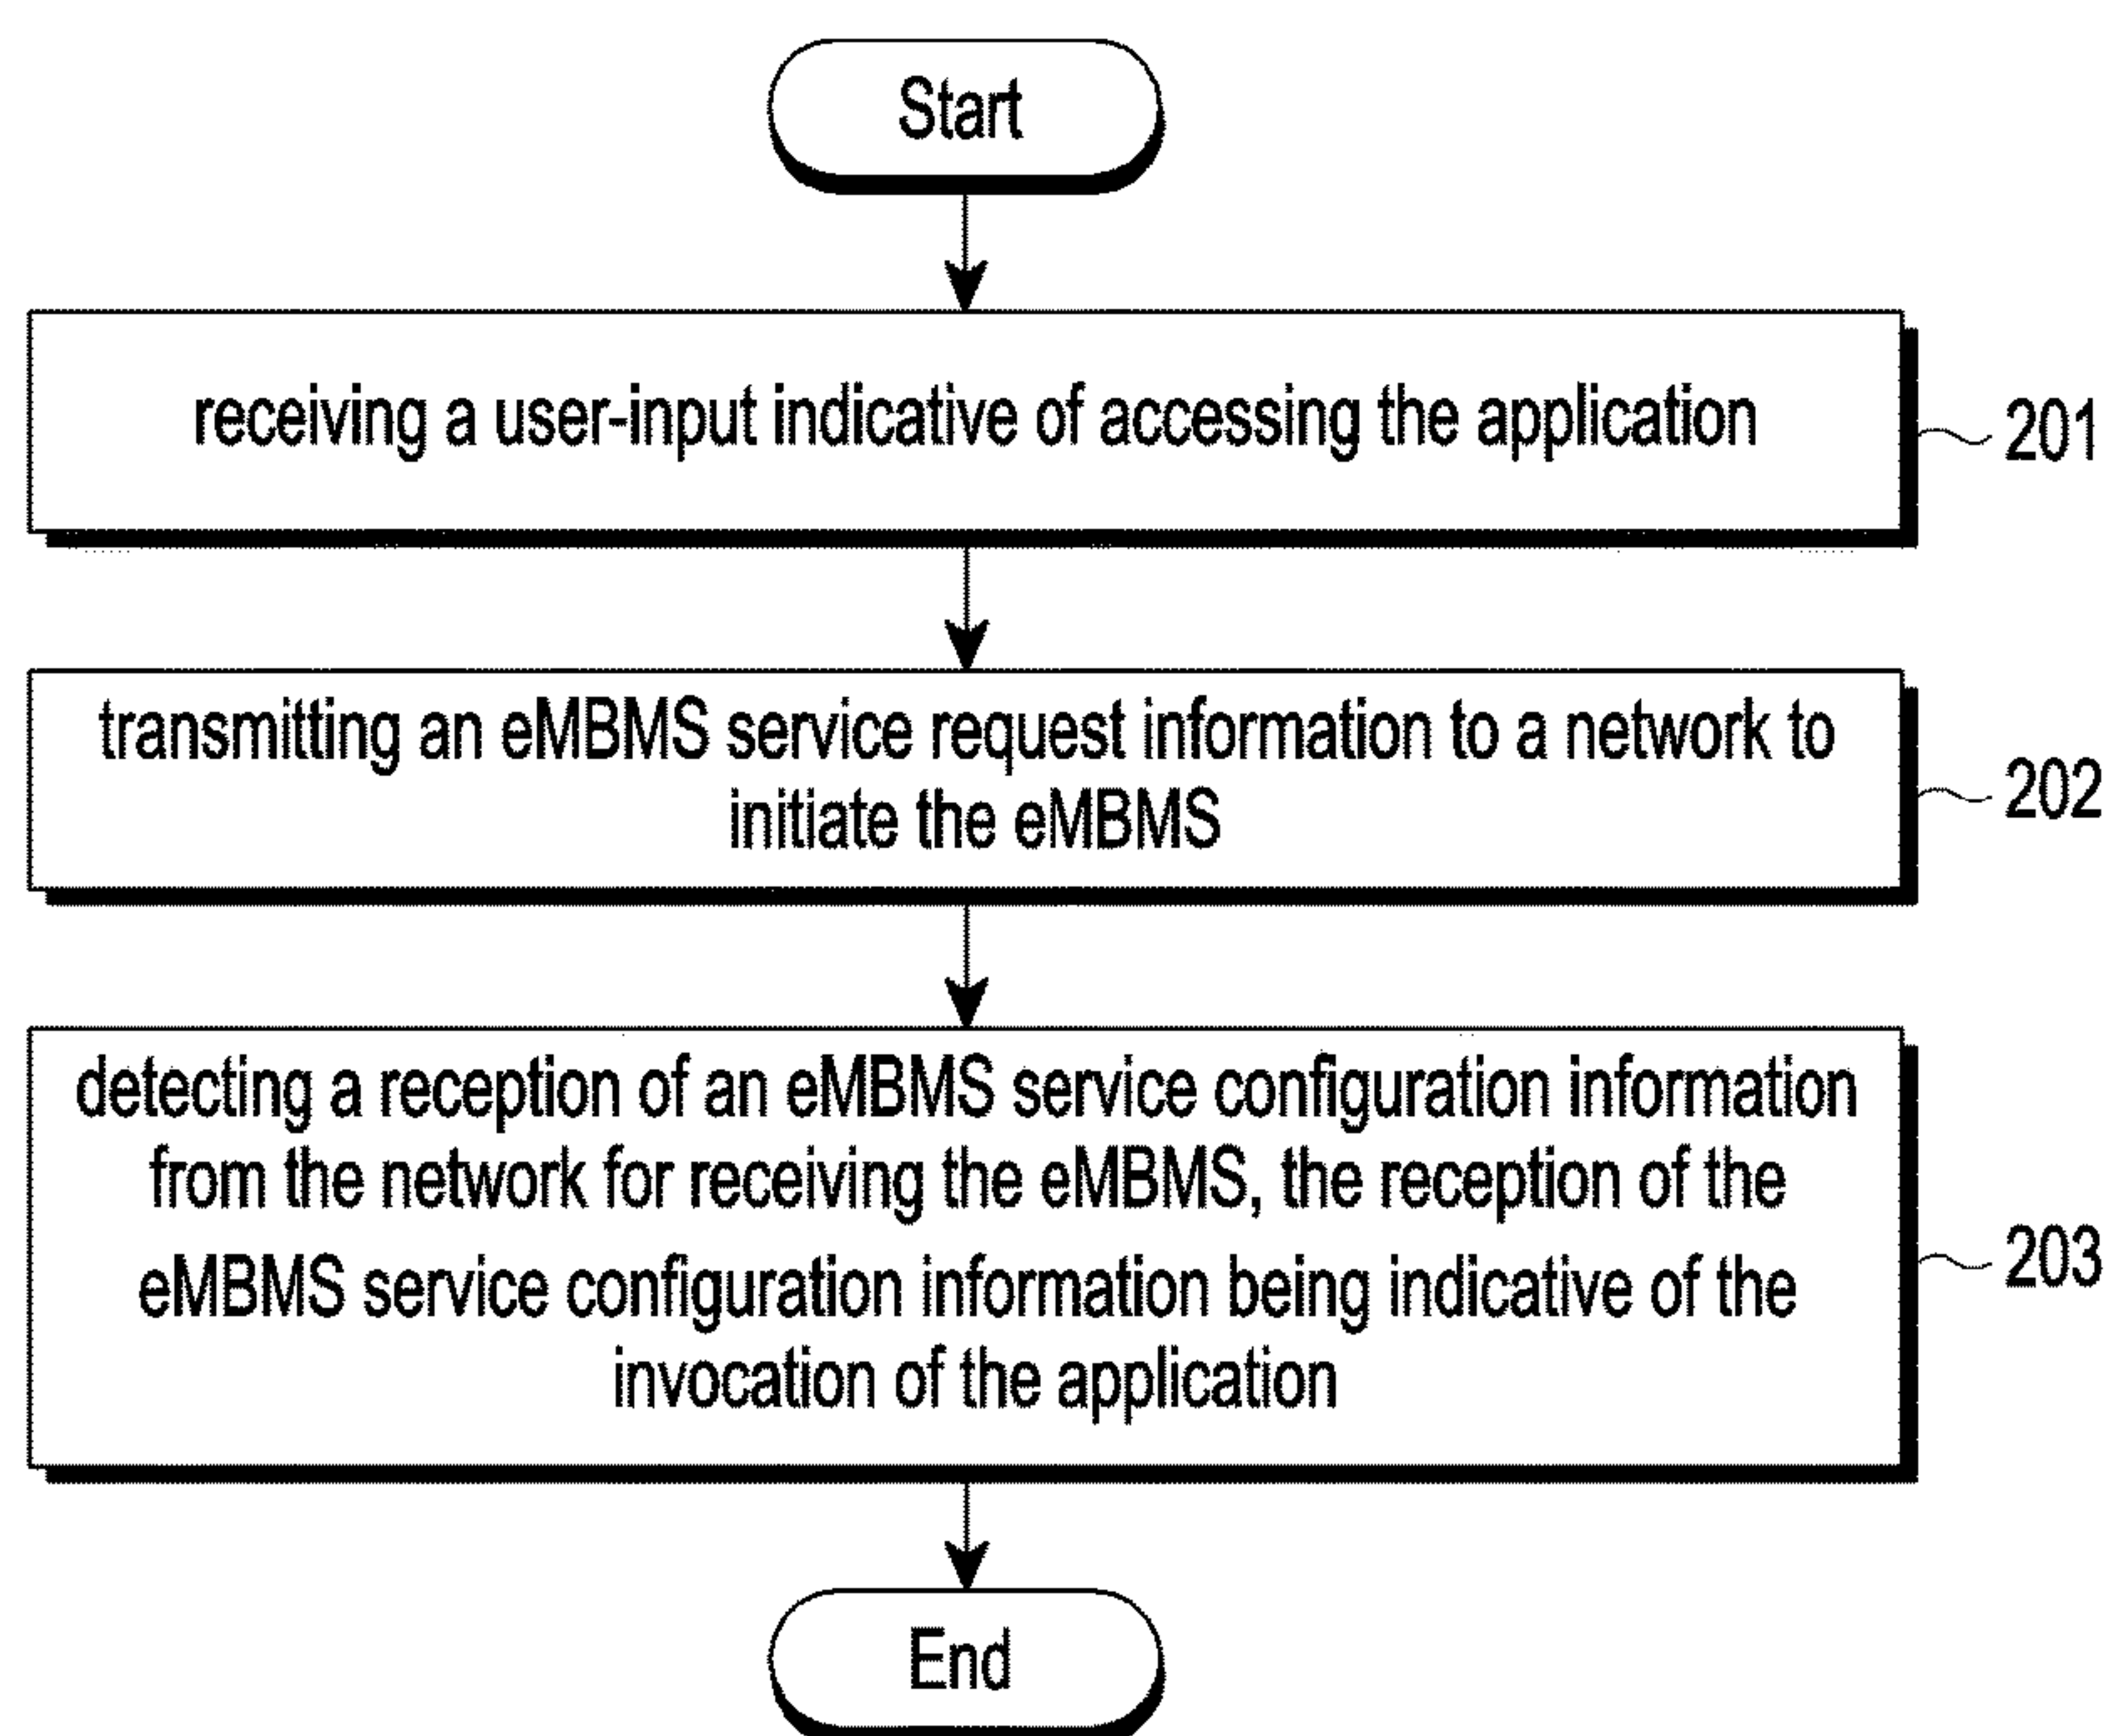 Start
receiving a user-input indicative of accessing the application
201
transmitting an eMBMS service request information to a network to
initiate the eMBMS
202
detecting a reception of an eMBMS service configuration information
from the network for receiving the eMBMS, the reception of the
eMBMS service configuration information being indicative of the
invocation of the application
203
End